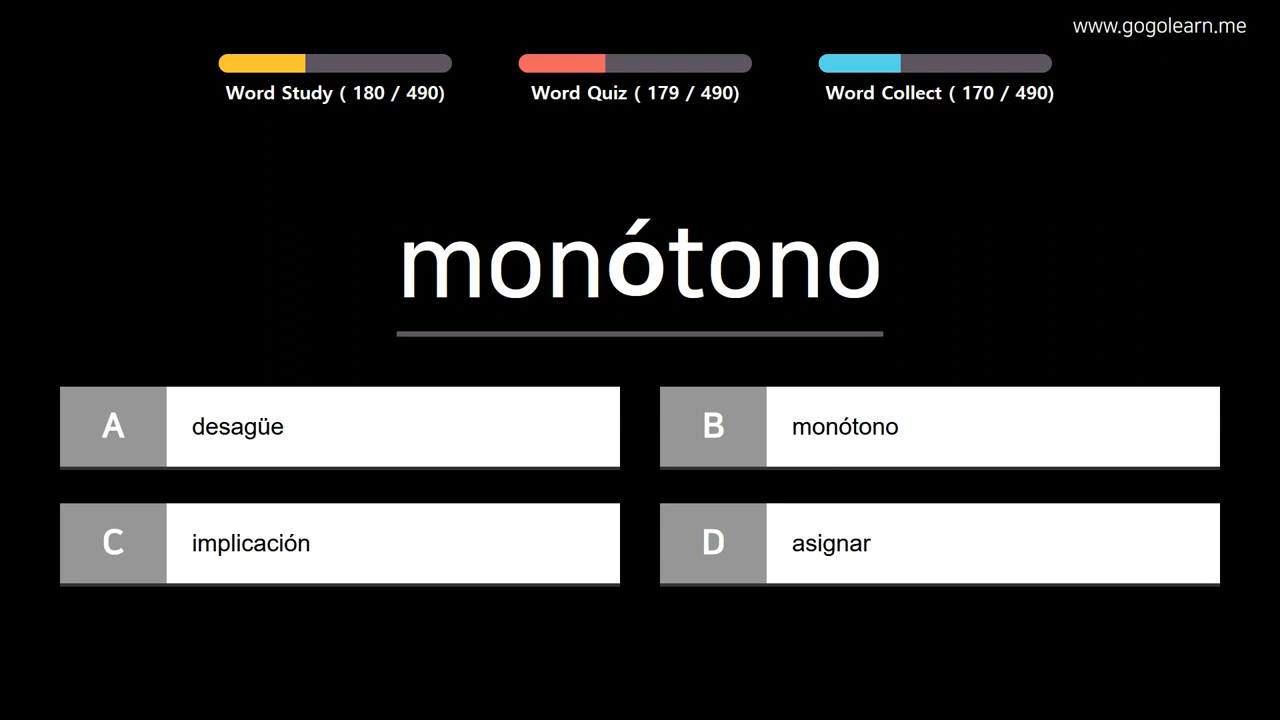 www.gogolearn.me
Word Study ( 180 / 490)
Word Quiz ( 179 / 490)
Word Collect ( 170 / 490)
monótono
A desagüe
B monótono
C implicación
D asignar